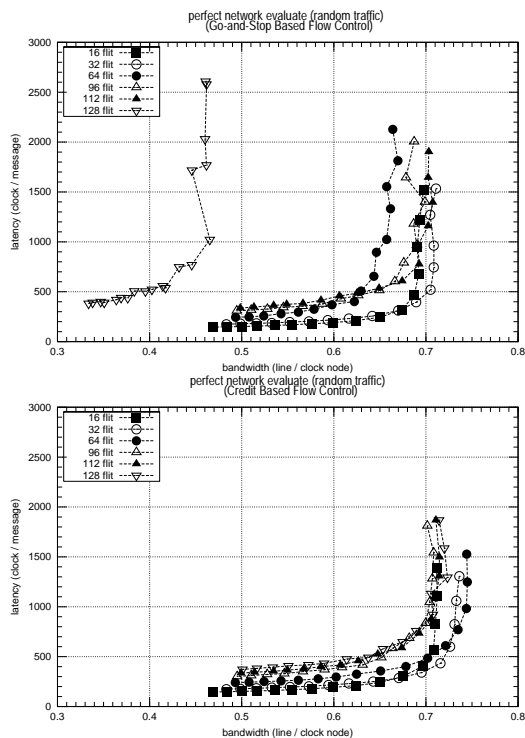 perfect network evaluate (random traffic)
(Go-and-Stop Based Flow Control)
3000
2500
2000
1500
1000
500
0
latency (clock / message)
16 flit
32 flit
64 flit
96 flit
112 flit
128 flit
0.3 0.4 0.5 0.6 0.7 0.8
bandwidth (line / clock node)
perfect network evaluate (random traffic)
(Credit Based Flow Control)
3000
2500
2000
1500
1000
500
0
latency (clock / message)
16 flit
32 flit
64 flit
96 flit
112 flit
128 flit
0.3 0.4 0.5 0.6 0.7 0.8
bandwidth (line / clock node)